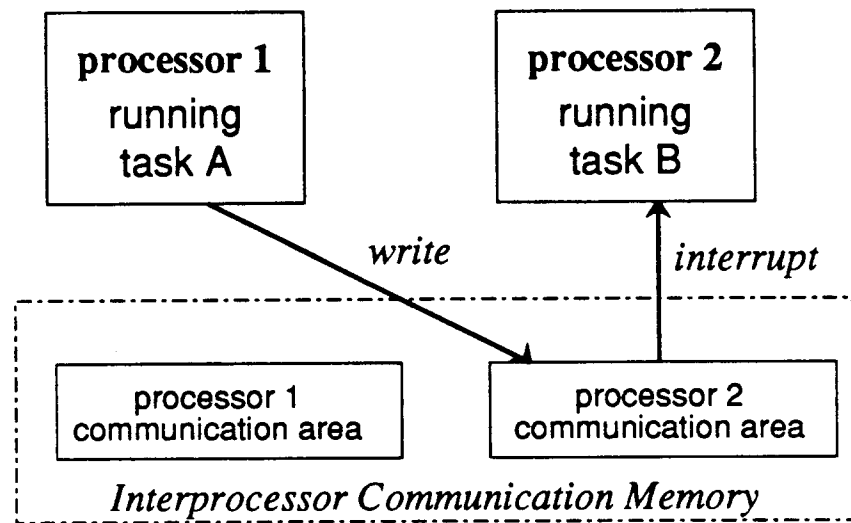 processor 1
running
task A
processor 2
running
task B
write
interrupt
processor 1
communication area
processor 2
communication area
Interprocessor Communication Memory